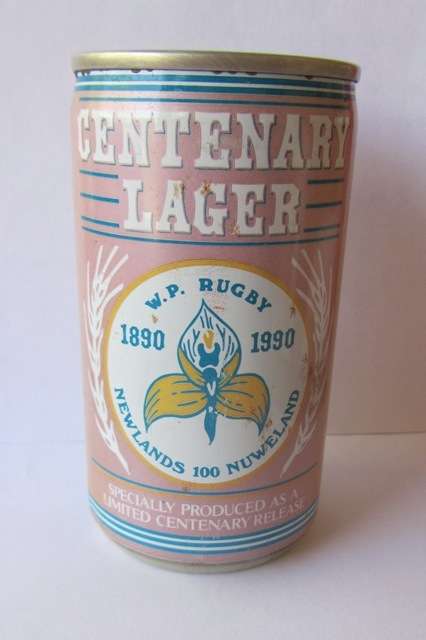 CENTENARY
LAGER
W.P. RUGBY
1890 1990
NEWLANDS 100 NUWELAND
SPECIALLY PRODUCED AS A
LIMITED CENTENARY RELEASE